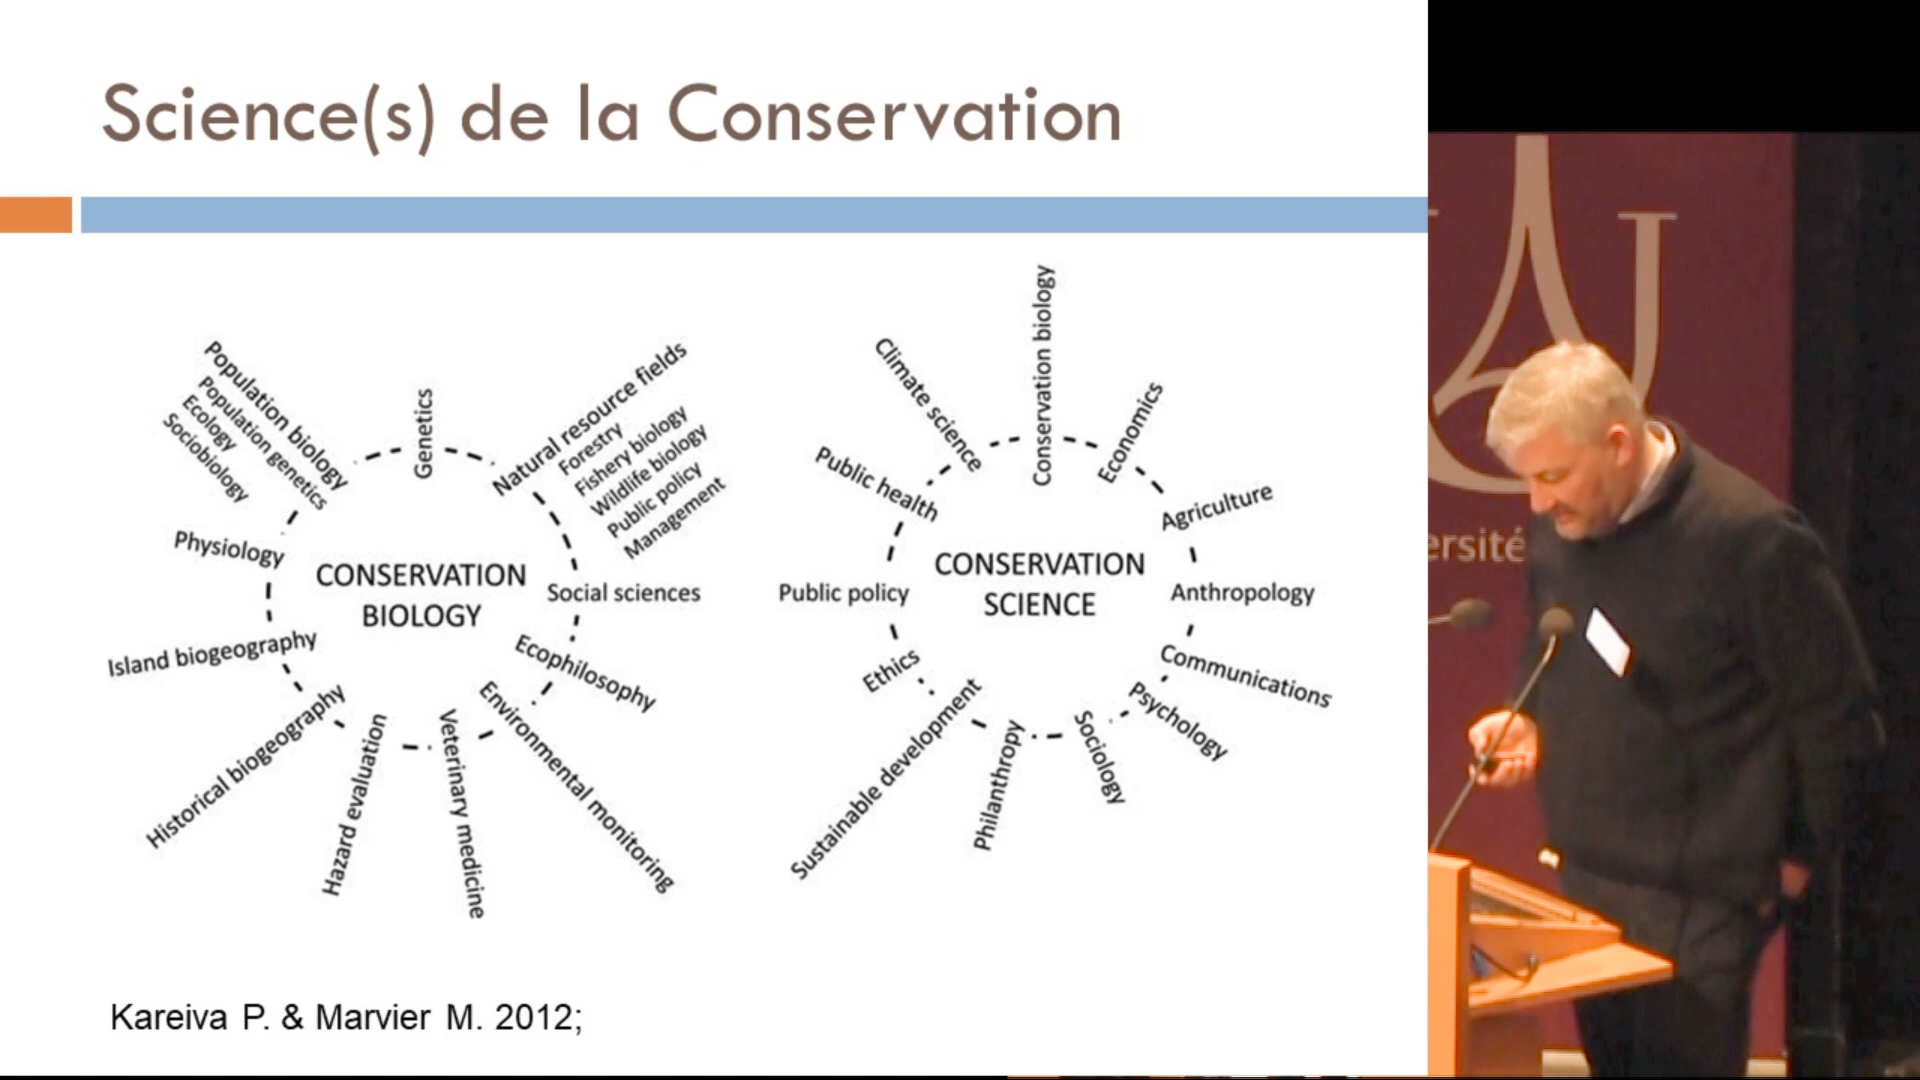 Science(s) de la Conservation
Population biology
Population genetics
Ecology
Sociobiology
Genetics
Natural resource fields
Forestry
Fishery biology
Wildlife biology
Public policy
Management
Physiology
CONSERVATION
BIOLOGY
Social sciences
Island biogeography
Ecophilosophy
Historical biogeography
Hazard evaluation
Veterinary medicine
Environmental monitoring
Conservation biology
Climate science
Economics
Public health
Agriculture
CONSERVATION
SCIENCE
Public policy
Anthropology
Ethics
Communications
Sustainable development
Philanthropy
Sociology
Psychology
Kareiva P. & Marvier M. 2012;
ersité